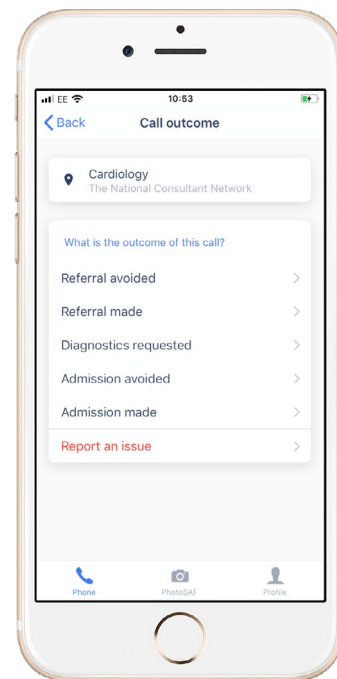 EE
10:53
Back
Call outcome
Cardiology
The National Consultant Network
What is the outcome of this call?
Referral avoided
Referral made
Diagnostics requested
Admission avoided
Admission made
Report an issue
Phone
PhotoSAF
Profile